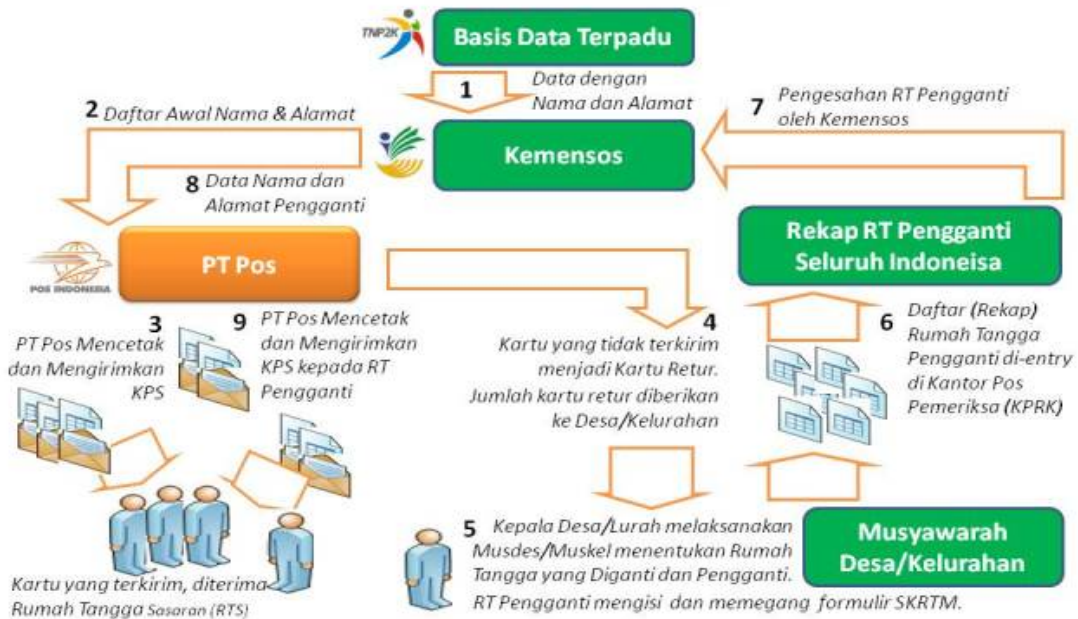 TNP2K
Basis Data Terpadu
1
Data dengan
Nama dan Alamat
2 Daftar Awal Nama & Alamat
7 Pengesahan RT Pengganti
oleh Kemensos
Kemensos
8 Data Nama dan
Alamat Pengganti
POS INDONESIA
PT Pos
Rekap RT Pengganti
Seluruh Indoneisa
3
PT Pos Mencetak
dan Mengirimkan
KPS
9 PT Pos Mencetak
dan Mengirimkan
KPS kepada RT
Pengganti
4
Kartu yang tidak terkirim
menjadi Kartu Retur.
Jumlah kartu retur diberikan
ke Desa/Kelurahan
6 Daftar (Rekap)
Rumah Tangga
Pengganti di-entry
di Kantor Pos
Pemeriksa (KPRK)
Kartu yang terkirim, diterima
Rumah Tangga Sasaran (RTS)
5 Kepala Desa/Lurah melaksanakan
Musdes/Muskel menentukan Rumah
Tangga yang Diganti dan Pengganti.
RT Pengganti mengisi dan memegang formulir SKRTM.
Musyawarah
Desa/Kelurahan